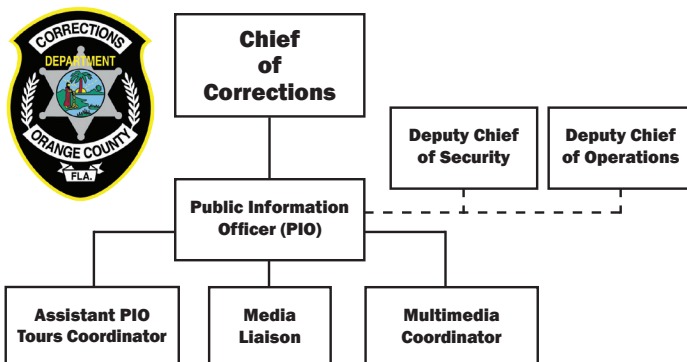 CORRECTIONS
DEPARTMENT
ORANGE COUNTY
FLA.
Chief
of
Corrections
Deputy Chief
of Security
Deputy Chief
of Operations
Public Information
Officer (PIO)
Assistant PIO
Tours Coordinator
Media
Liaison
Multimedia
Coordinator